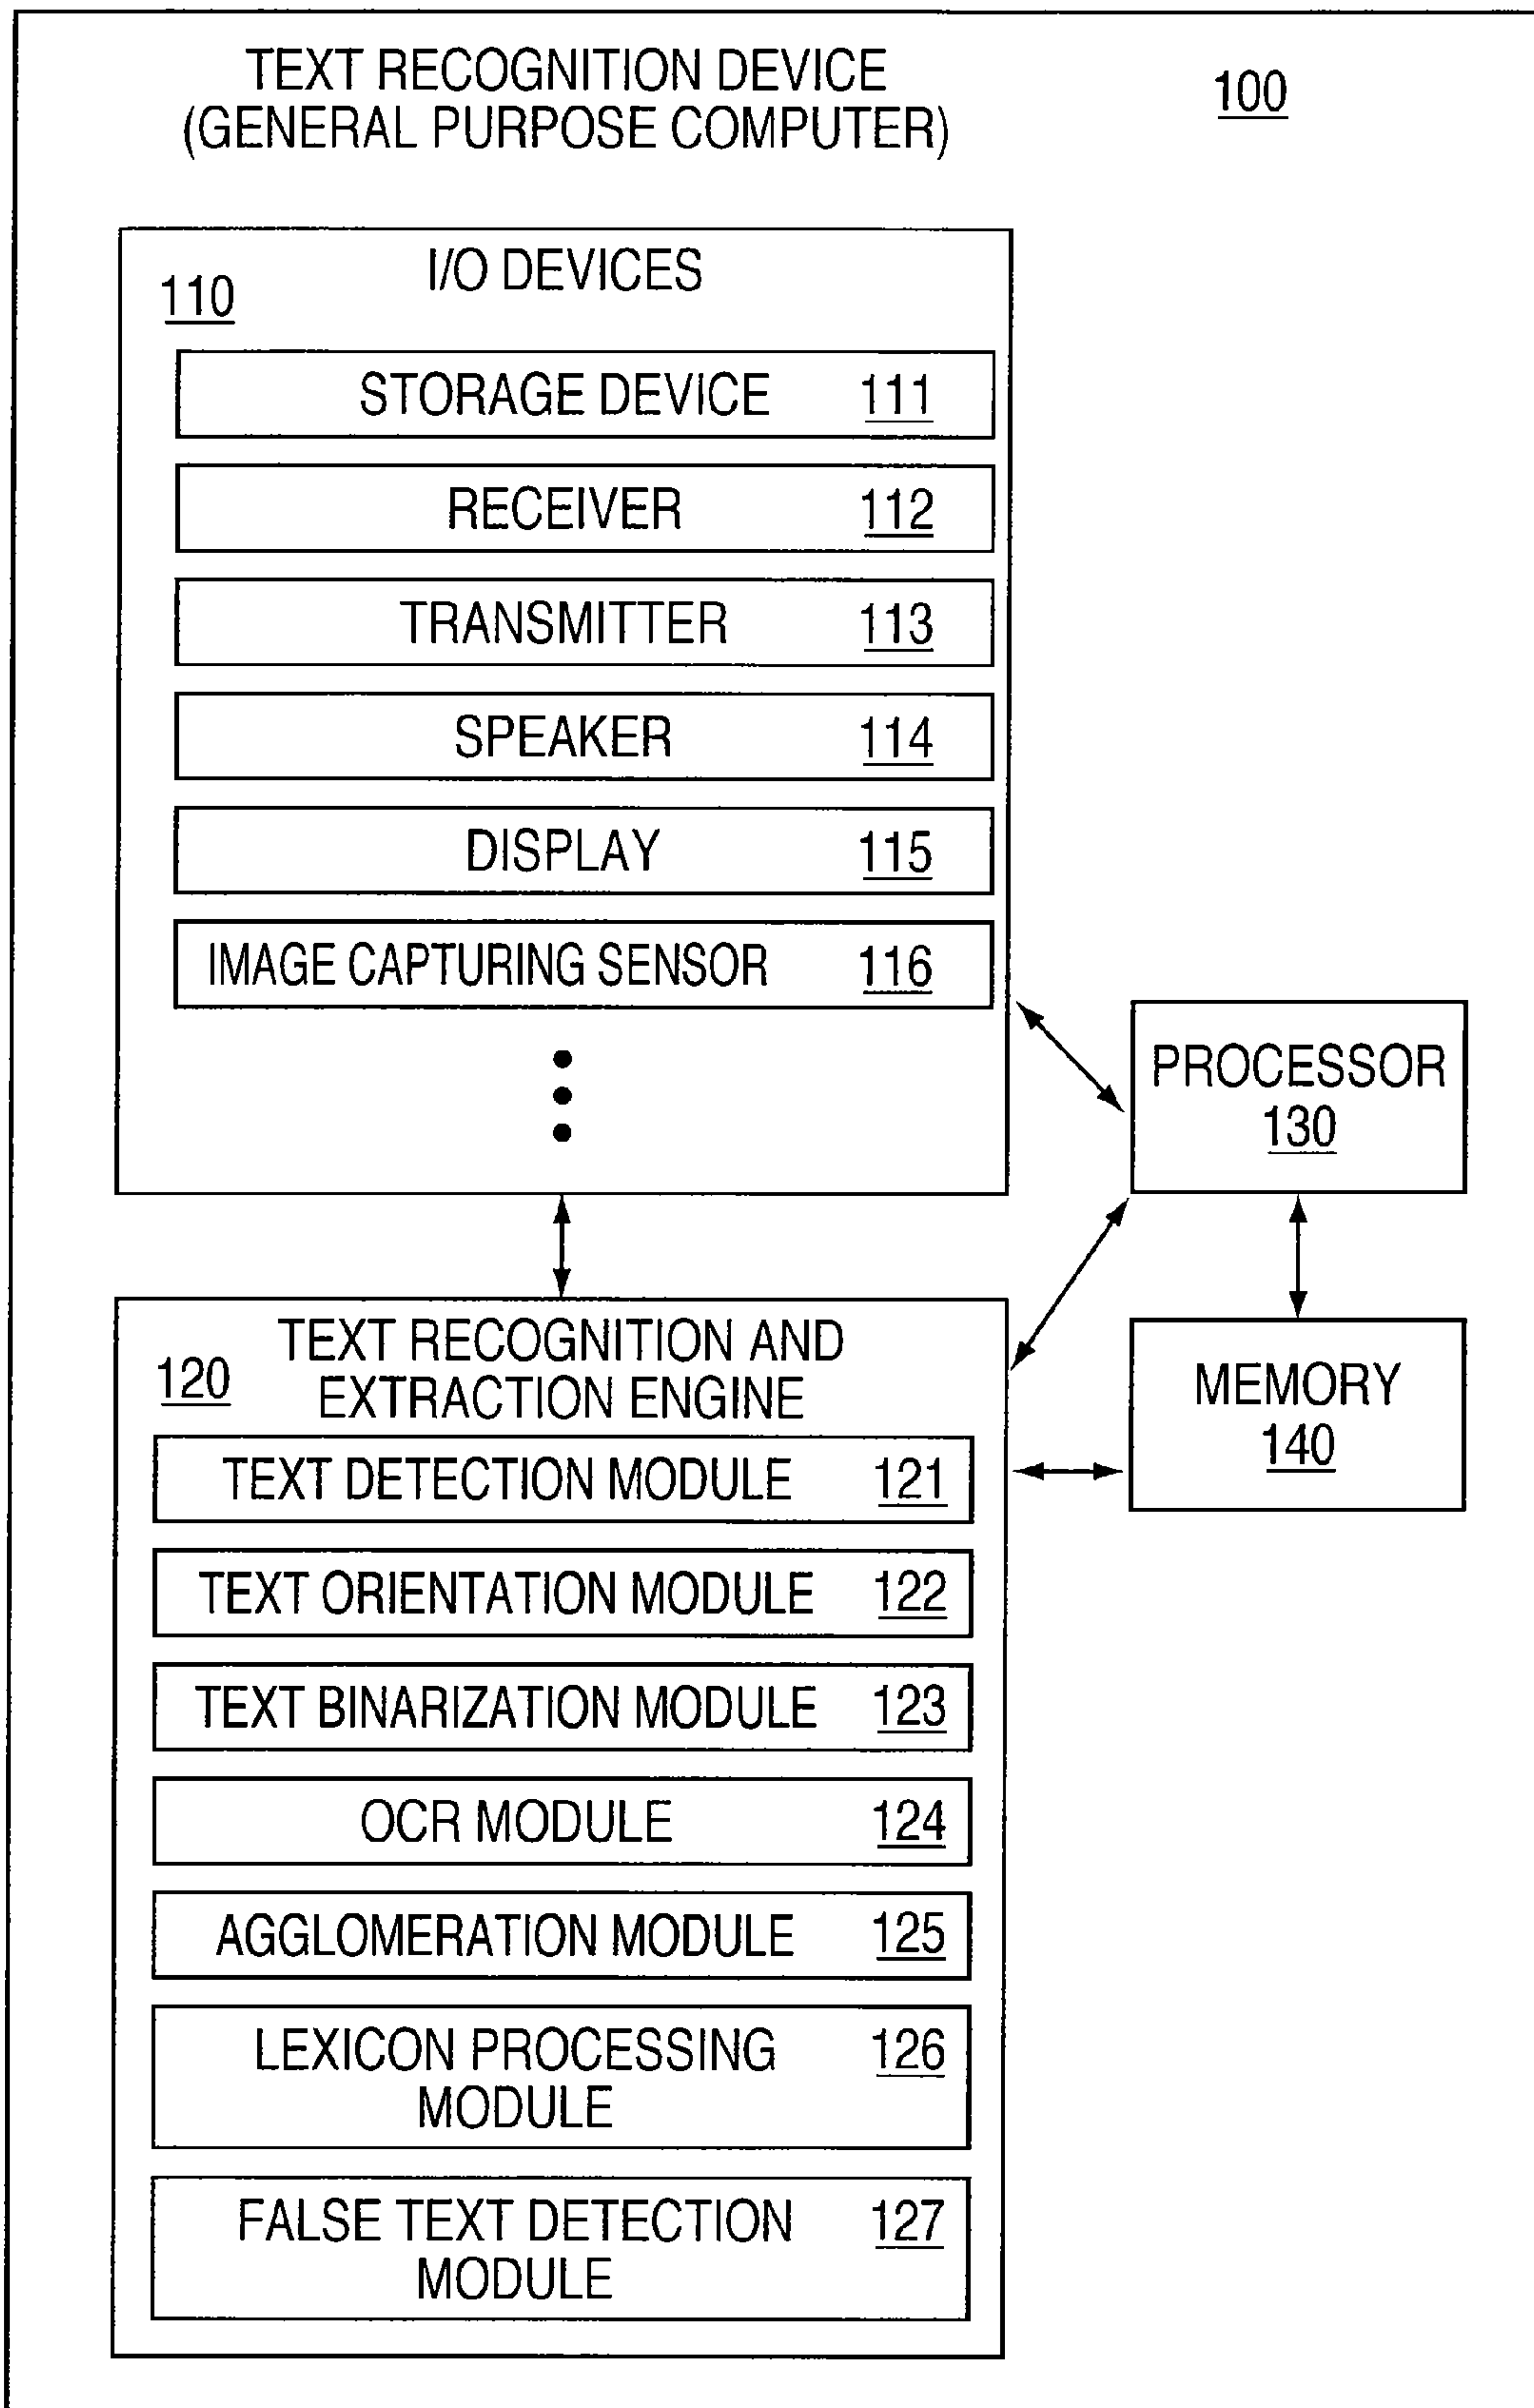 TEXT RECOGNITION DEVICE
(GENERAL PURPOSE COMPUTER)
100
I/O DEVICES
110
STORAGE DEVICE 111
RECEIVER 112
TRANSMITTER 113
SPEAKER 114
DISPLAY 115
IMAGE CAPTURING SENSOR 116
PROCESSOR
130
TEXT RECOGNITION AND
EXTRACTION ENGINE
120
MEMORY
140
TEXT DETECTION MODULE 121
TEXT ORIENTATION MODULE 122
TEXT BINARIZATION MODULE 123
OCR MODULE 124
AGGLOMERATION MODULE 125
LEXICON PROCESSING 126
MODULE
FALSE TEXT DETECTION 127
MODULE